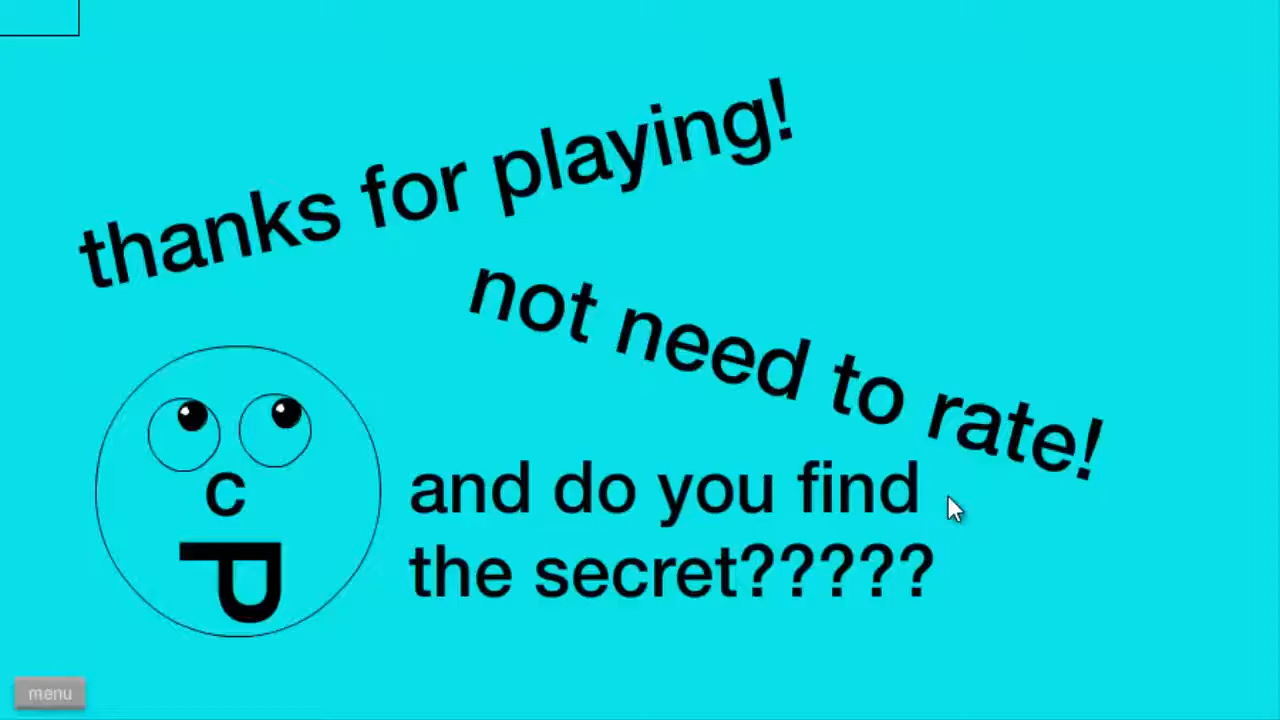 thanks for playing!
not need to rate!
c
P
and do you find
the secret?????
menu